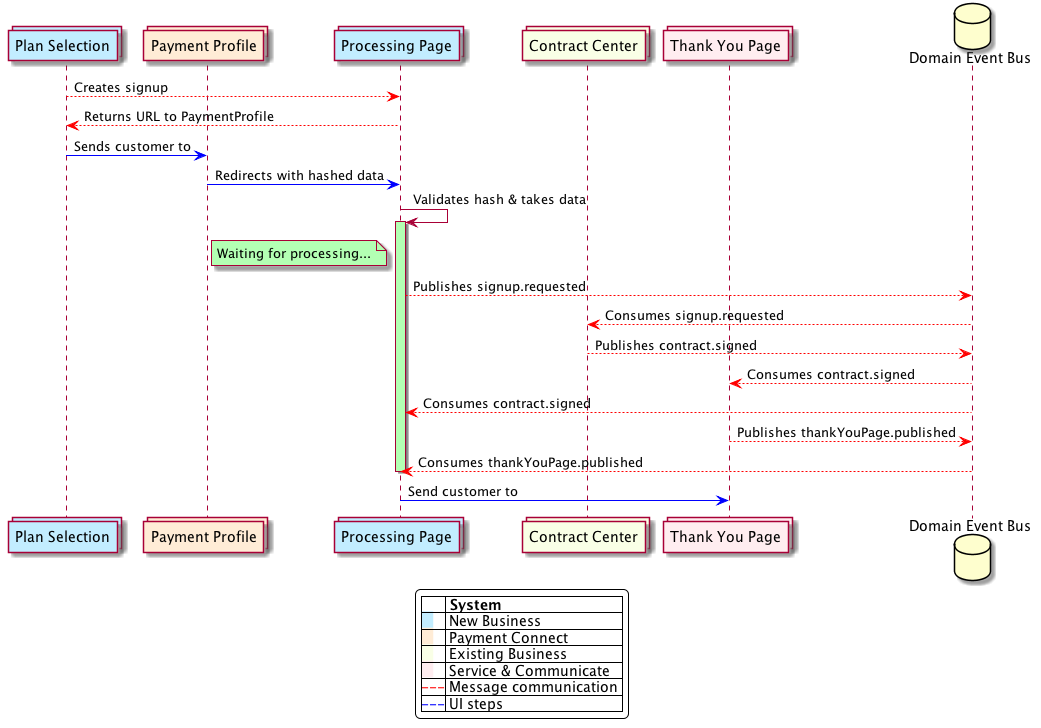 Plan Selection
Payment Profile
Processing Page
Contract Center
Thank You Page
Domain Event Bus
Creates signup
Returns URL to PaymentProfile
Sends customer to
Redirects with hashed data
Validates hash & takes data
Waiting for processing...
Publishes signup.requested
Consumes signup.requested
Publishes contract.signed
Consumes contract.signed
Consumes contract.signed
Publishes thankYouPage.published
Consumes thankYouPage.published
Send customer to
Plan Selection
Payment Profile
Processing Page
Contract Center
Thank You Page
Domain Event Bus
System
New Business
Payment Connect
Existing Business
Service & Communicate
Message communication
UI steps